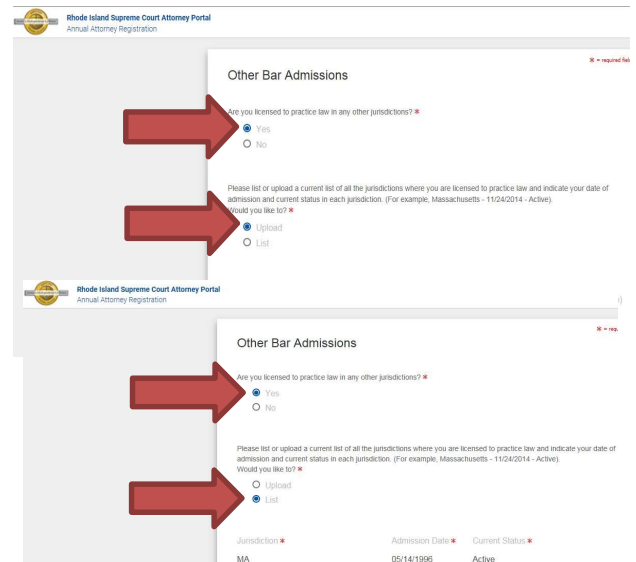 Rhode Island Supreme Court Attorney Portal
Annual Attorney Registration
✱ = required fiel
Other Bar Admissions
Are you licensed to practice law in any other jurisdictions? ✱
Yes
No
Please list or upload a current list of all the jurisdictions where you are licensed to practice law and indicate your date of
admission and current status in each jurisdiction. (For example, Massachusetts - 11/24/2014 - Active).
Would you like to? ✱
Upload
List
Rhode Island Supreme Court Attorney Portal
Annual Attorney Registration
)
✱ = req
Other Bar Admissions
Are you licensed to practice law in any other jurisdictions? ✱
Yes
No
Please list or upload a current list of all the jurisdictions where you are licensed to practice law and indicate your date of
admission and current status in each jurisdiction. (For example, Massachusetts - 11/24/2014 - Active).
Would you like to? ✱
Upload
List
Jurisdiction ✱ Admission Date ✱ Current Status ✱
MA 05/14/1996 Active